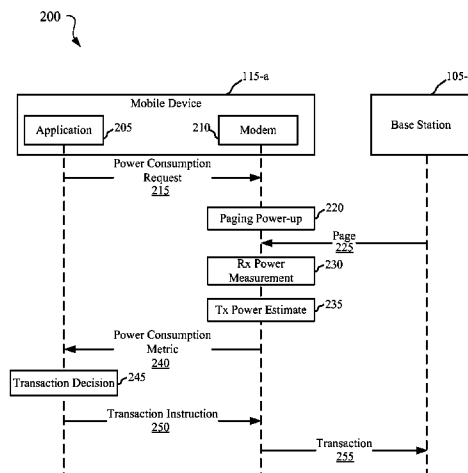 200
115-a
105-
Mobile Device
Application
205
210
Modem
Base Station
Power Consumption
Request
215
Paging Power-up
220
Page
225
Rx Power
Measurement
230
Tx Power Estimate
235
Power Consumption
Metric
240
Transaction Decision
245
Transaction Instruction
250
Transaction
255